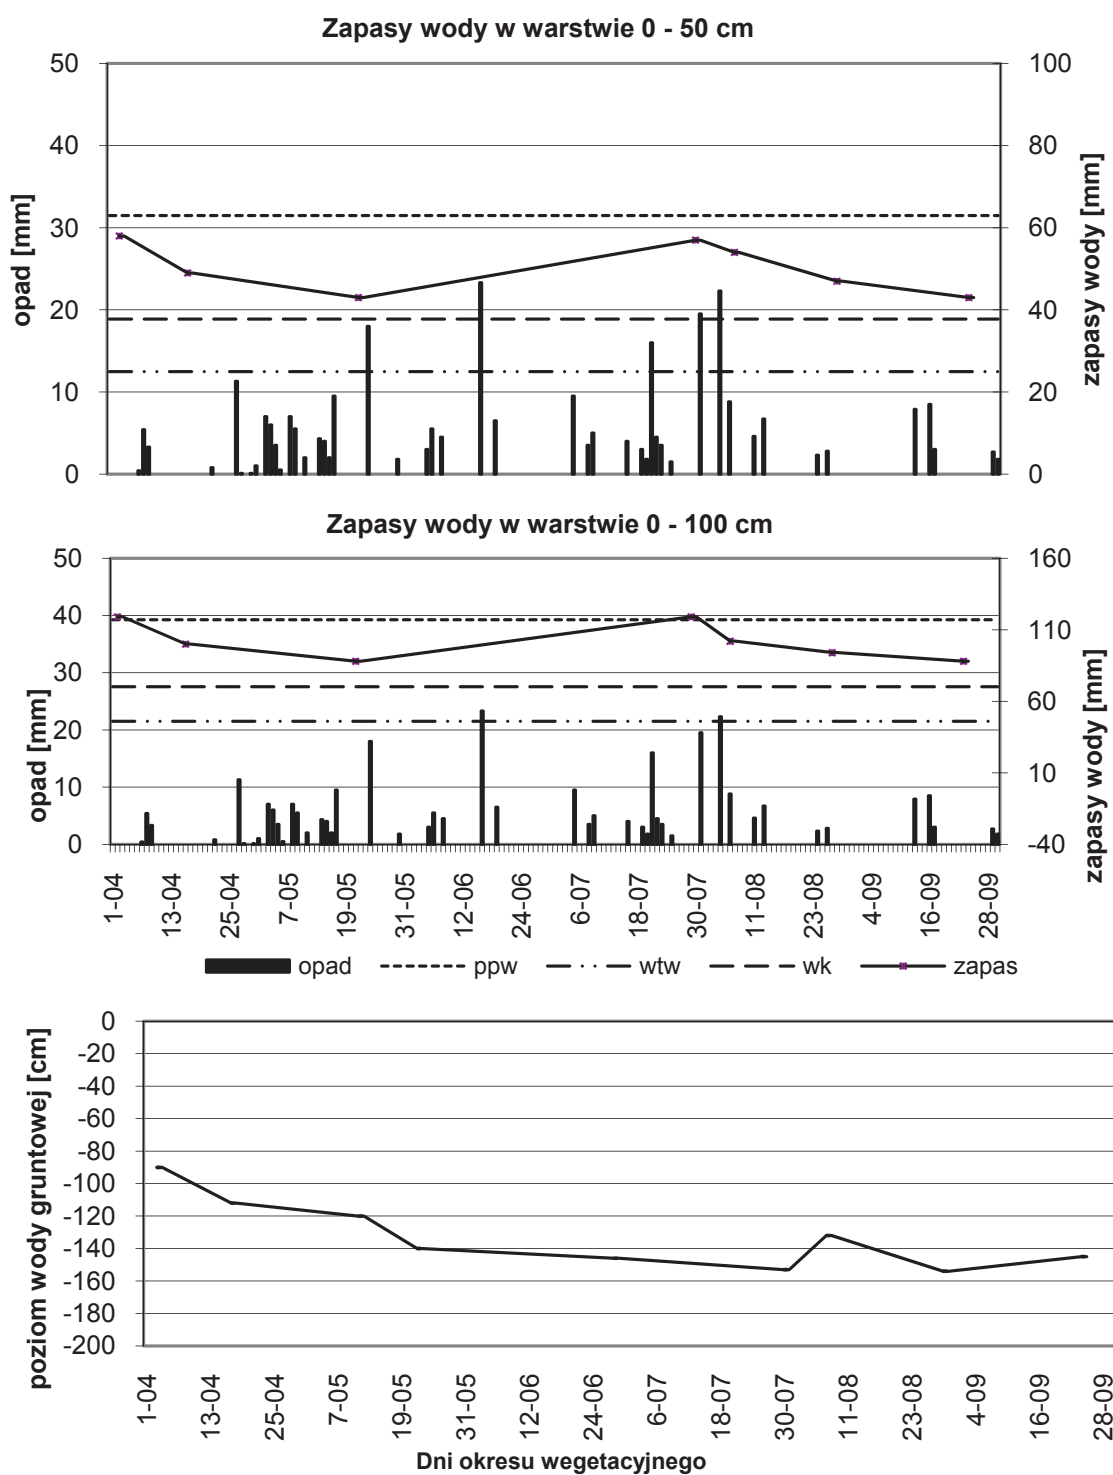 Zapasy wody w warstwie 0 - 50 cm
50 100
40 80
30 60
20 40
10 20
0 0
opad [mm]
zapasy wody [mm]
Zapasy wody w warstwie 0 - 100 cm
50 160
40 110
30 60
20 10
10 -40
0
opad [mm]
zapasy wody [mm]
1-04 13-04 25-04 7-05 19-05 31-05 12-06 24-06 6-07 18-07 30-07 11-08 23-08 4-09 16-09 28-09
opad ppw wtw wk zapas
0
-20
-40
-60
-80
-100
-120
-140
-160
-180
-200
poziom wody gruntowej [cm]
1-04 13-04 25-04 7-05 19-05 31-05 12-06 24-06 6-07 18-07 30-07 11-08 23-08 4-09 16-09 28-09
Dni okresu wegetacyjnego